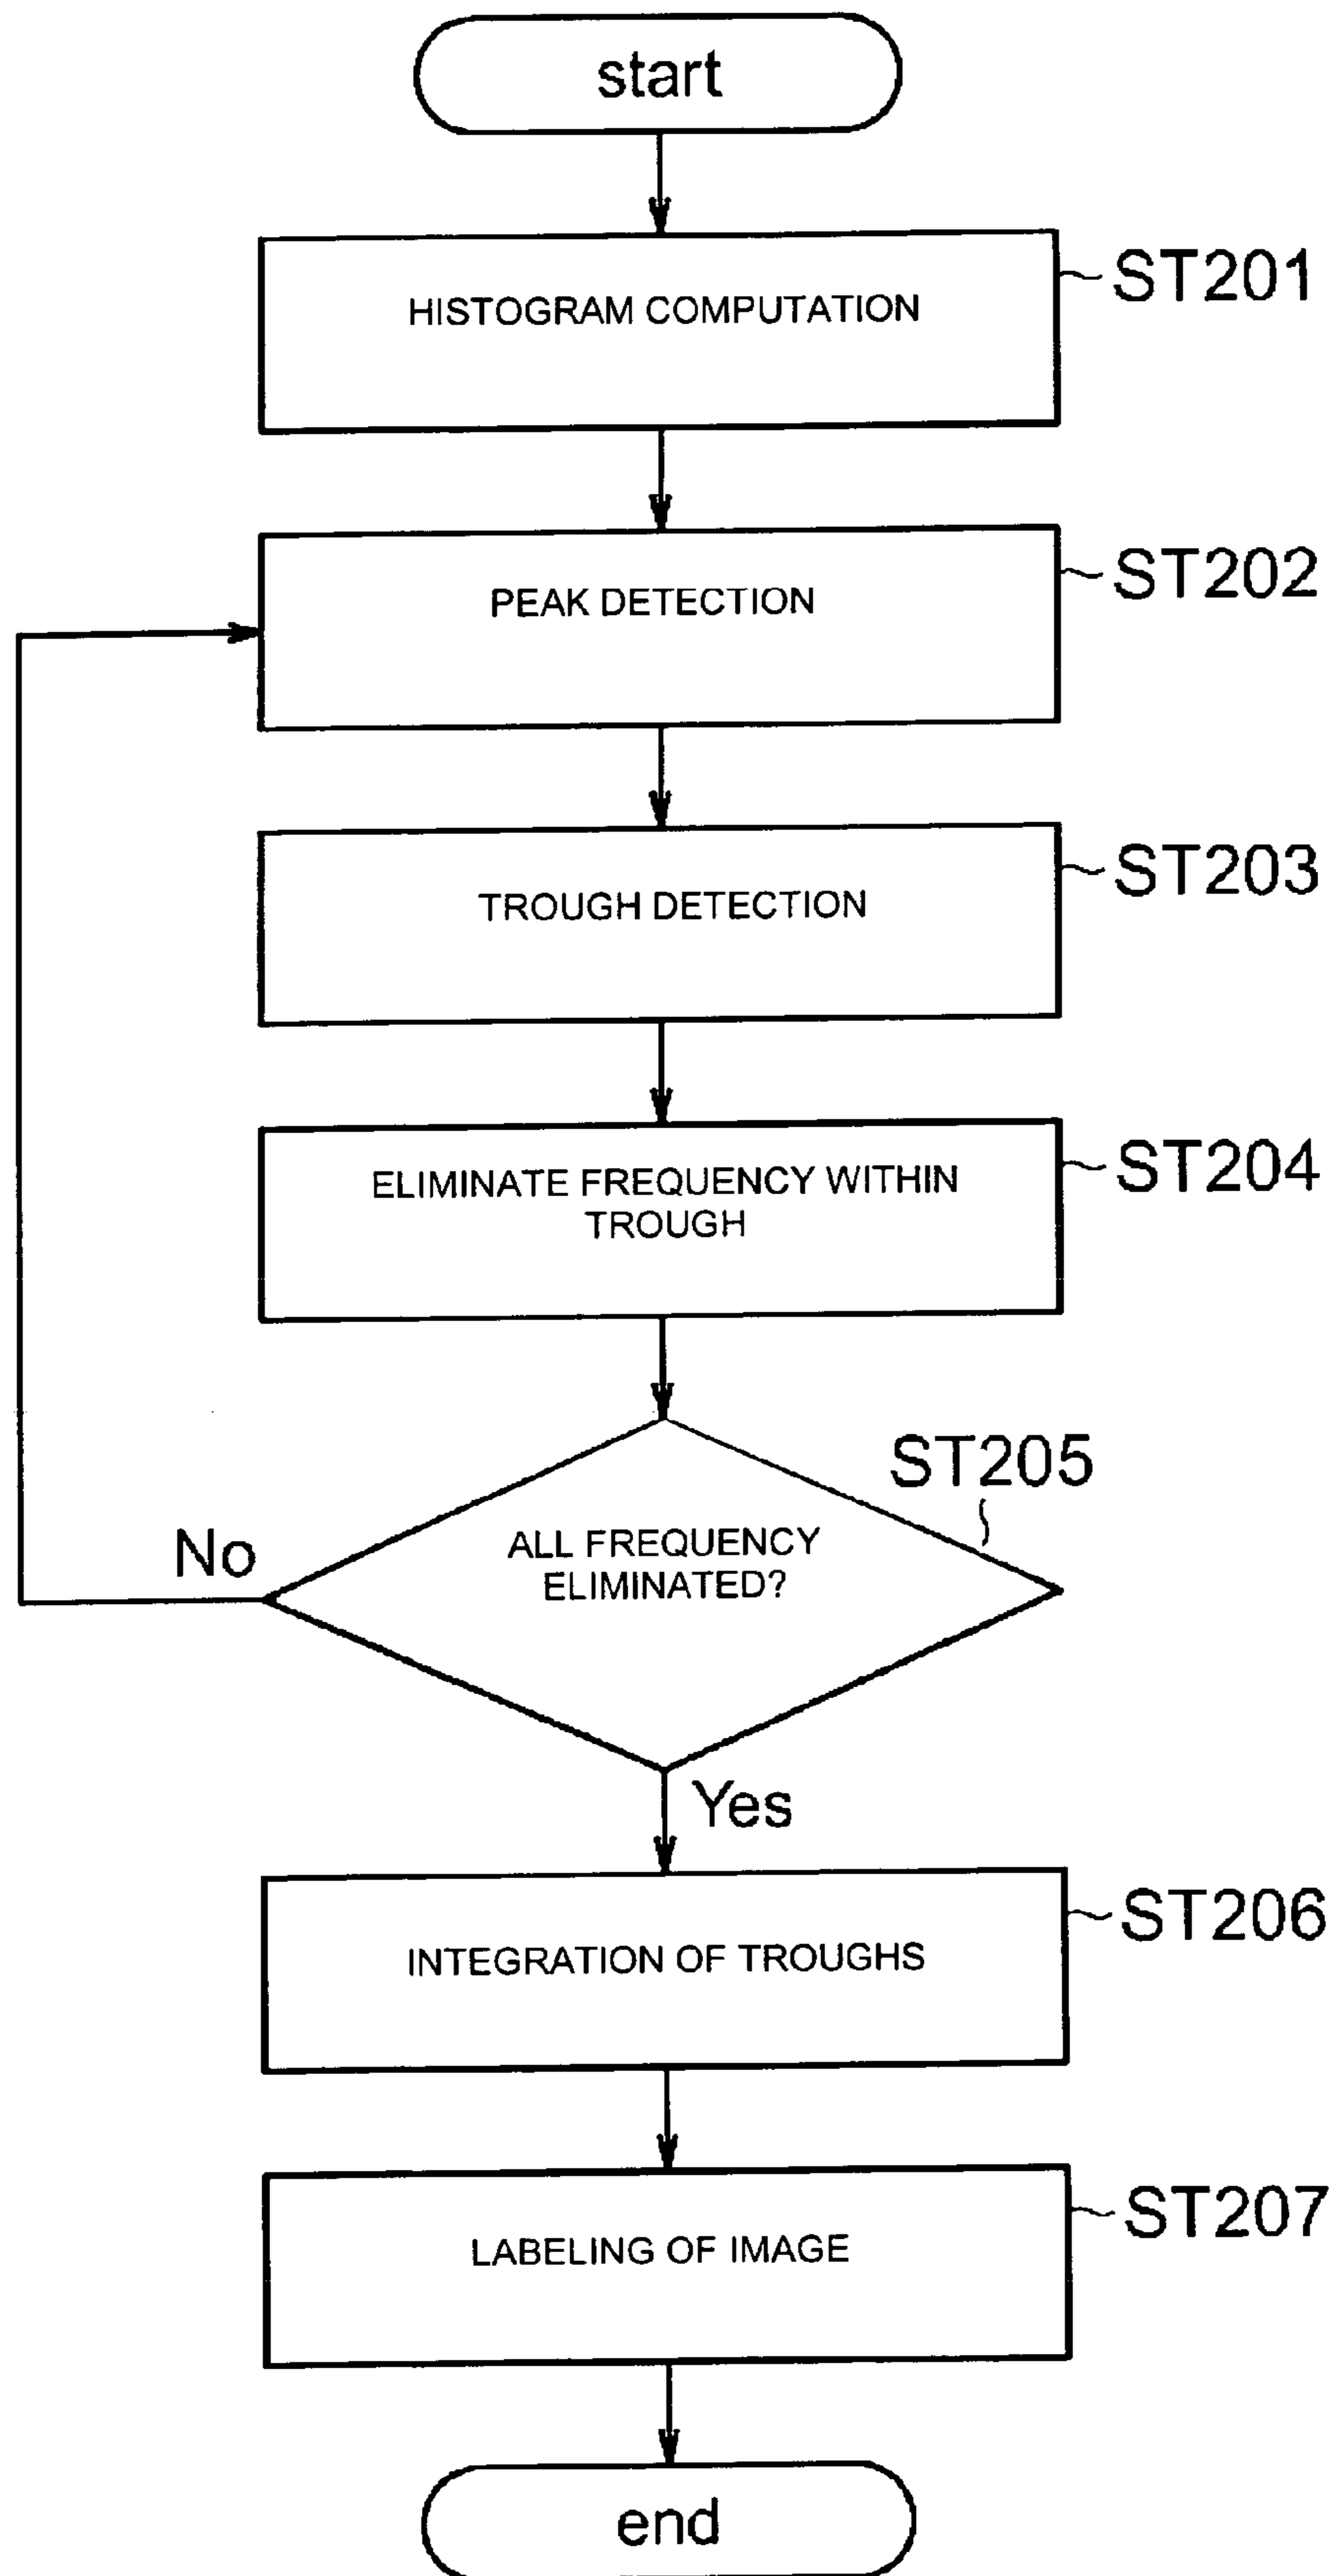 start
HISTOGRAM COMPUTATION
ST201
PEAK DETECTION
ST202
TROUGH DETECTION
ST203
ELIMINATE FREQUENCY WITHIN
TROUGH
ST204
ST205
ALL FREQUENCY
ELIMINATED?
No
Yes
INTEGRATION OF TROUGHS
ST206
LABELING OF IMAGE
ST207
end